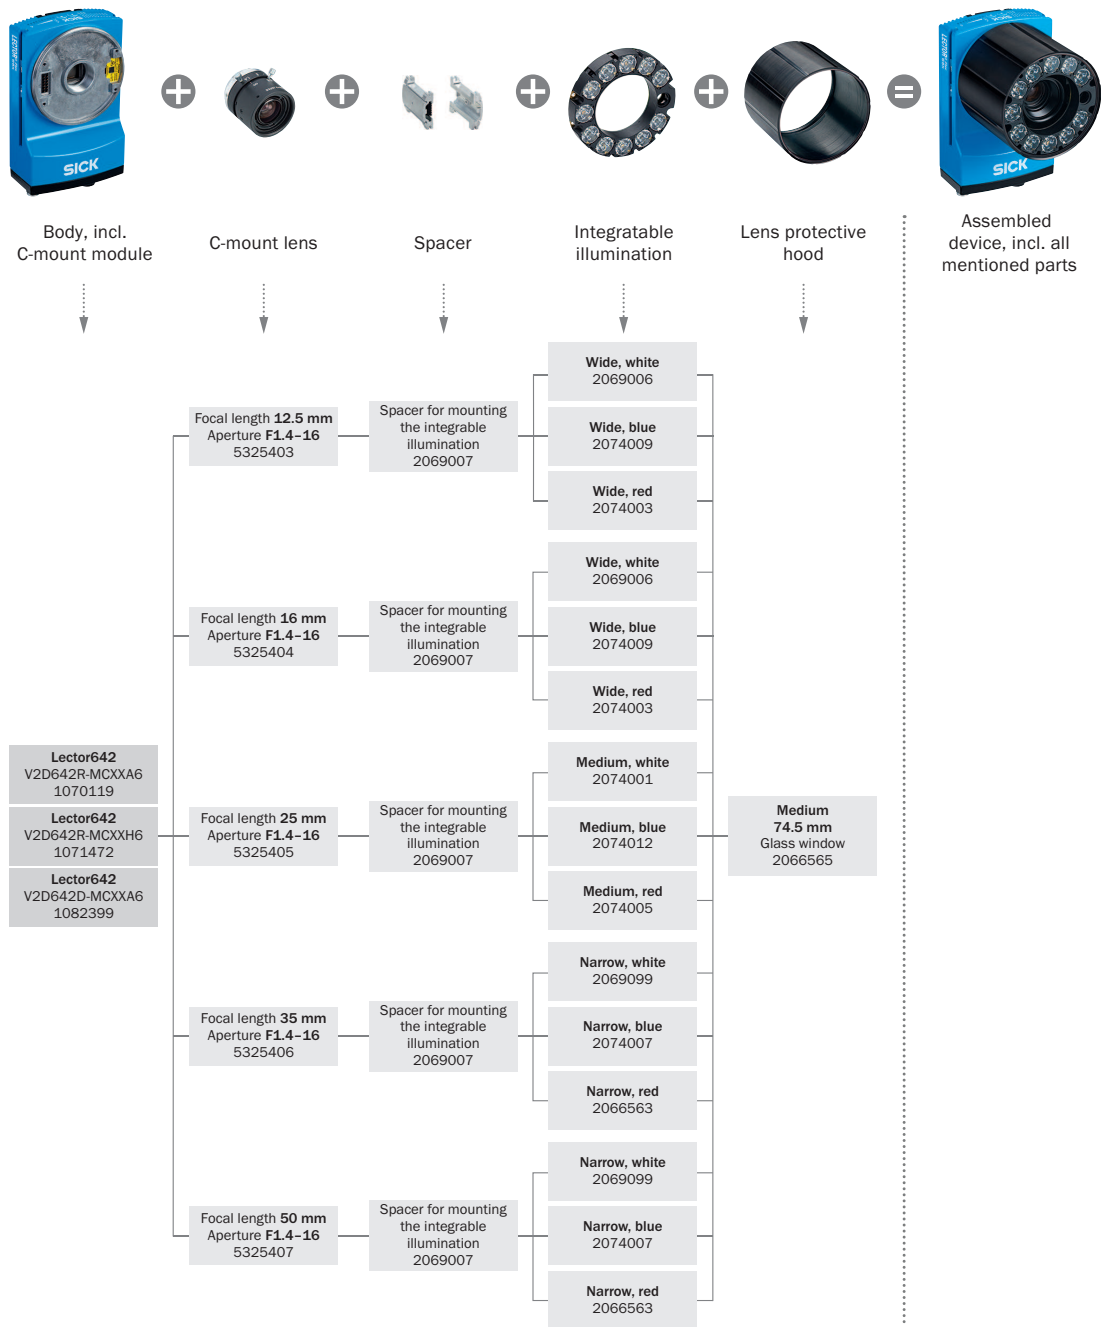 SICK
SICK
Body, incl.
C-mount module
C-mount lens
Spacer
Integratable
illumination
Lens protective
hood
Assembled
device, incl. all
mentioned parts
Lector642
V2D642R-MCXXA6
1070119
Lector642
V2D642R-MCXXH6
1071472
Lector642
V2D642D-MCXXA6
1082399
Focal length 12.5 mm
Aperture F1.4–16
5325403
Spacer for mounting
the integrable
illumination
2069007
Wide, white
2069006
Wide, blue
2074009
Wide, red
2074003
Focal length 16 mm
Aperture F1.4–16
5325404
Spacer for mounting
the integrable
illumination
2069007
Wide, white
2069006
Wide, blue
2074009
Wide, red
2074003
Focal length 25 mm
Aperture F1.4–16
5325405
Spacer for mounting
the integrable
illumination
2069007
Medium, white
2074001
Medium, blue
2074012
Medium, red
2074005
Focal length 35 mm
Aperture F1.4–16
5325406
Spacer for mounting
the integrable
illumination
2069007
Narrow, white
2069099
Narrow, blue
2074007
Narrow, red
2066563
Focal length 50 mm
Aperture F1.4–16
5325407
Spacer for mounting
the integrable
illumination
2069007
Narrow, white
2069099
Narrow, blue
2074007
Narrow, red
2066563
Medium
74.5 mm
Glass window
2066565